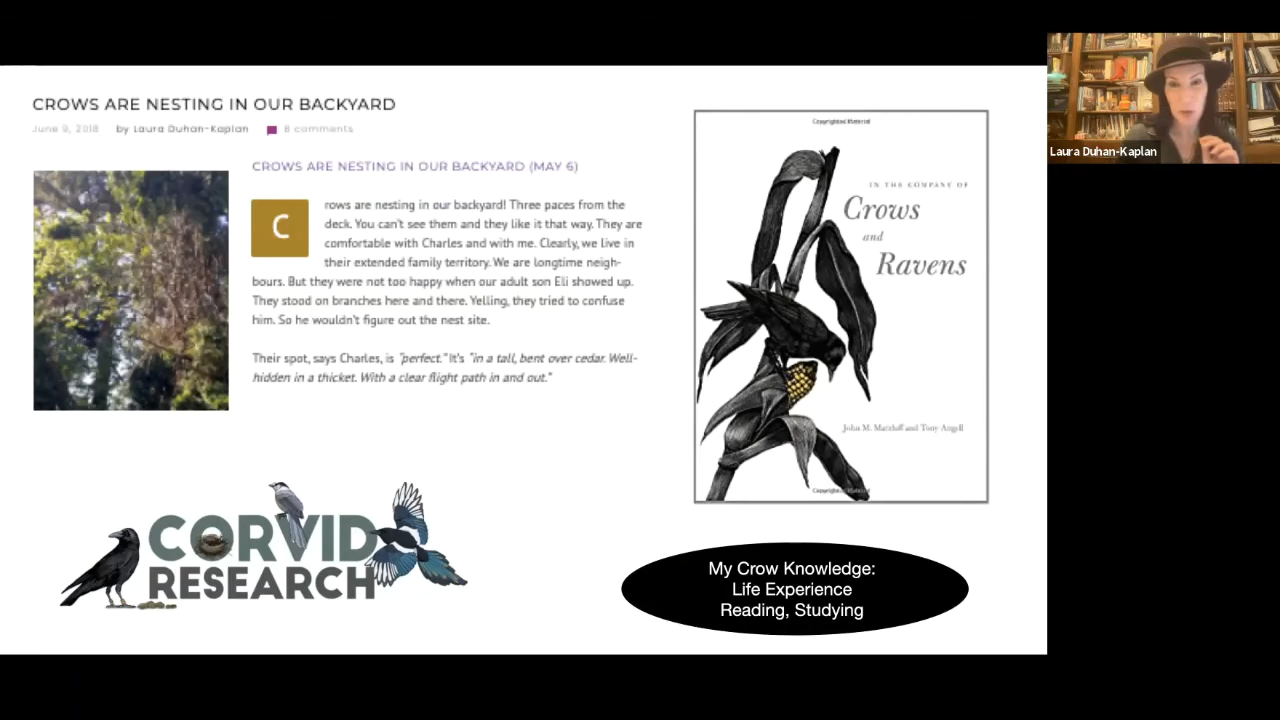 CROWS ARE NESTING IN OUR BACKYARD
June 9, 2018 by Laura Duhan-Kaplan 8 comments
CROWS ARE NESTING IN OUR BACKYARD (MAY 6)
Crows are nesting in our backyard! Three paces from the
deck. You can't see them and they like it that way. They are
comfortable with Charles and with me. Clearly, we live in
their extended family territory. We are longtime neigh-
bours. But they were not too happy when our adult son Eli showed up.
They stood on branches here and there. Yelling, they tried to confuse
him. So he wouldn't figure out the nest site.
Their spot, says Charles, is "perfect." It's "in a tall, bent over cedar. Well-
hidden in a thicket. With a clear flight path in and out."
CORVID
RESEARCH
Copyrighted Material
IN THE COMPANY OF
Crows
and
Ravens
John M. Marzluff and Tony Angell
Copyrighted Material
My Crow Knowledge:
Life Experience
Reading, Studying
Laura Duhan-Kaplan